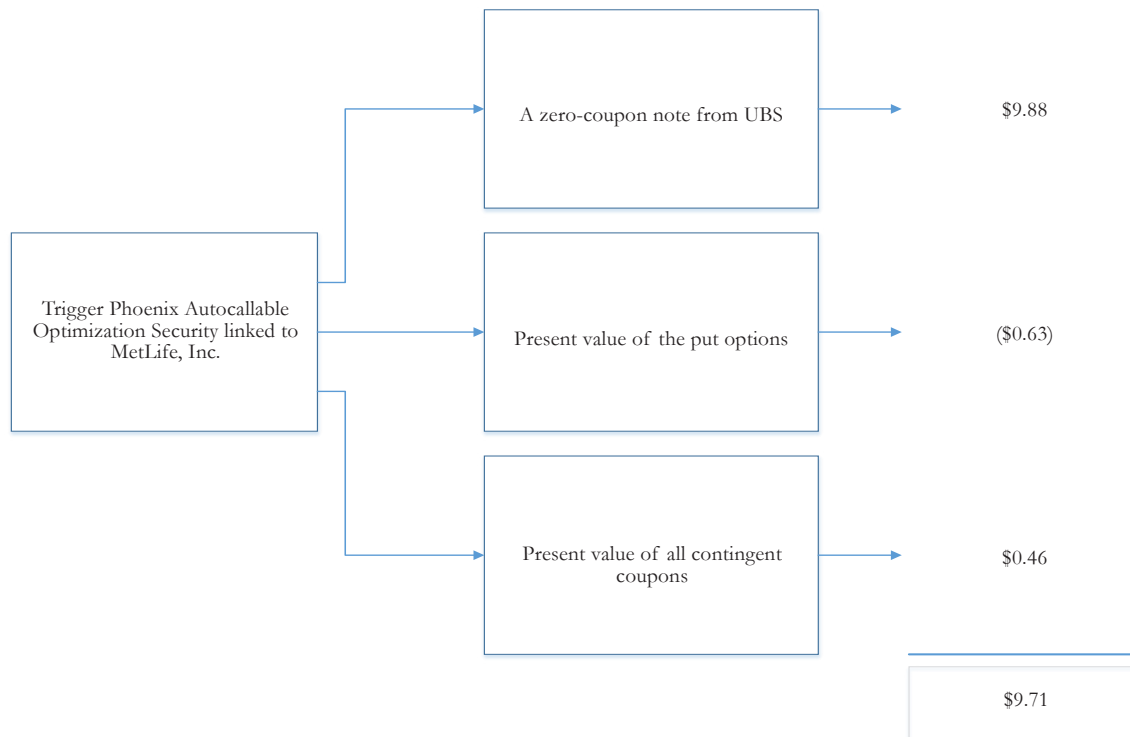 A zero-coupon note from UBS
$9.88
Trigger Phoenix Autocallable
Optimization Security linked to
MetLife, Inc.
Present value of the put options
($0.63)
Present value of all contingent
coupons
$0.46
$9.71